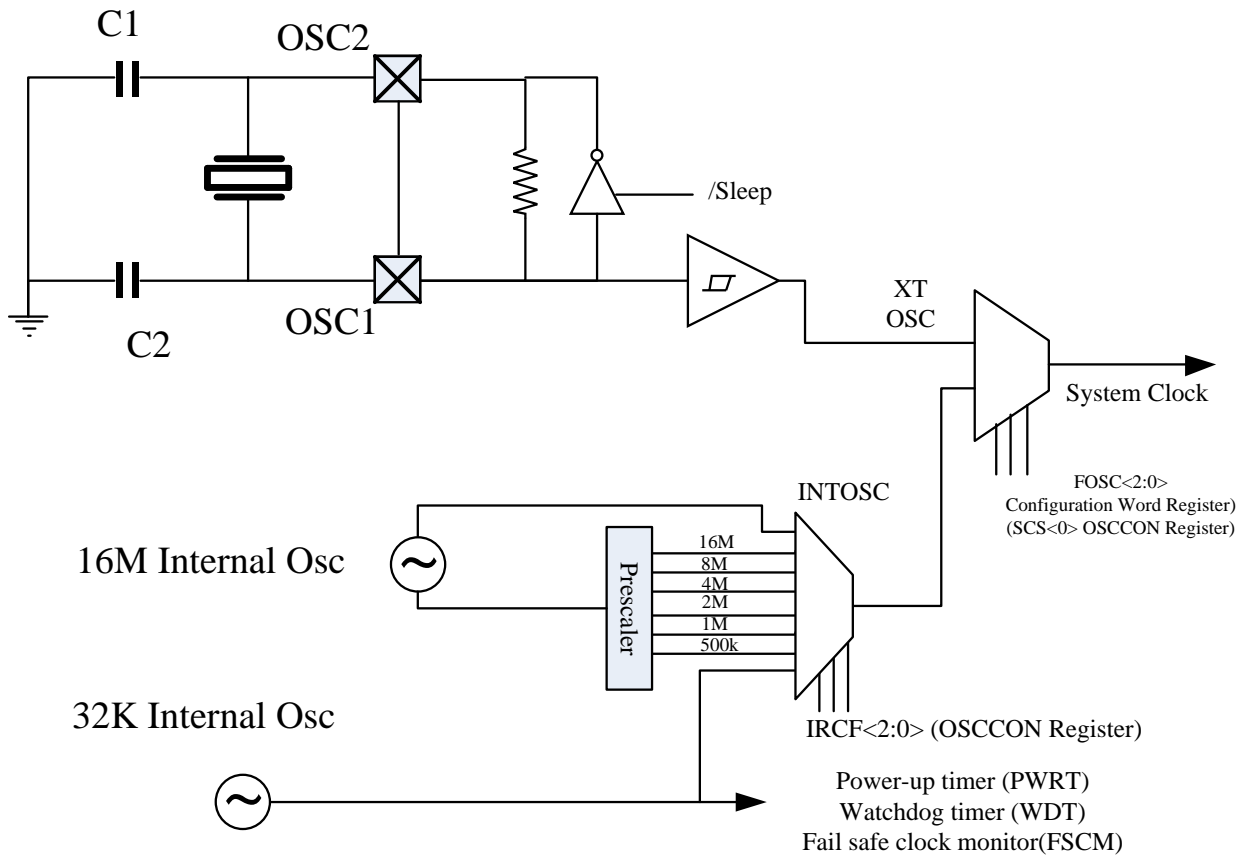 C1
OSC2
/Sleep
OSC1
C2
XT
OSC
System Clock
FOSC<2:0>
Configuration Word Register)
(SCS<0> OSCCON Register)
INTOSC
16M Internal Osc
Prescaler
16M
8M
4M
2M
1M
500k
32K Internal Osc
IRCF<2:0> (OSCCON Register)
Power-up timer (PWRT)
Watchdog timer (WDT)
Fail safe clock monitor(FSCM)